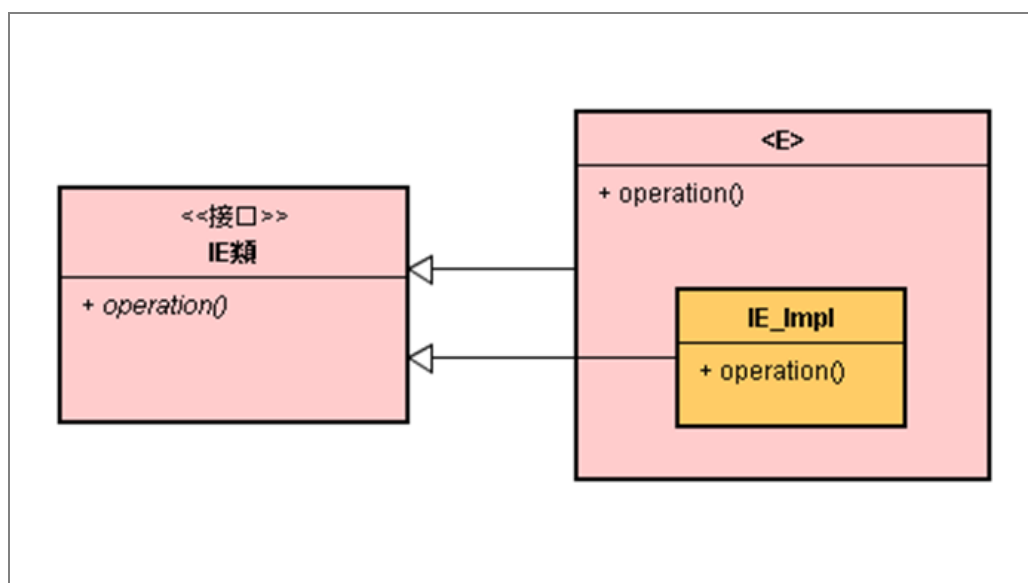 <<接口>>
IE類
+ operation()
<E>
+ operation()
IE_Impl
+ operation()